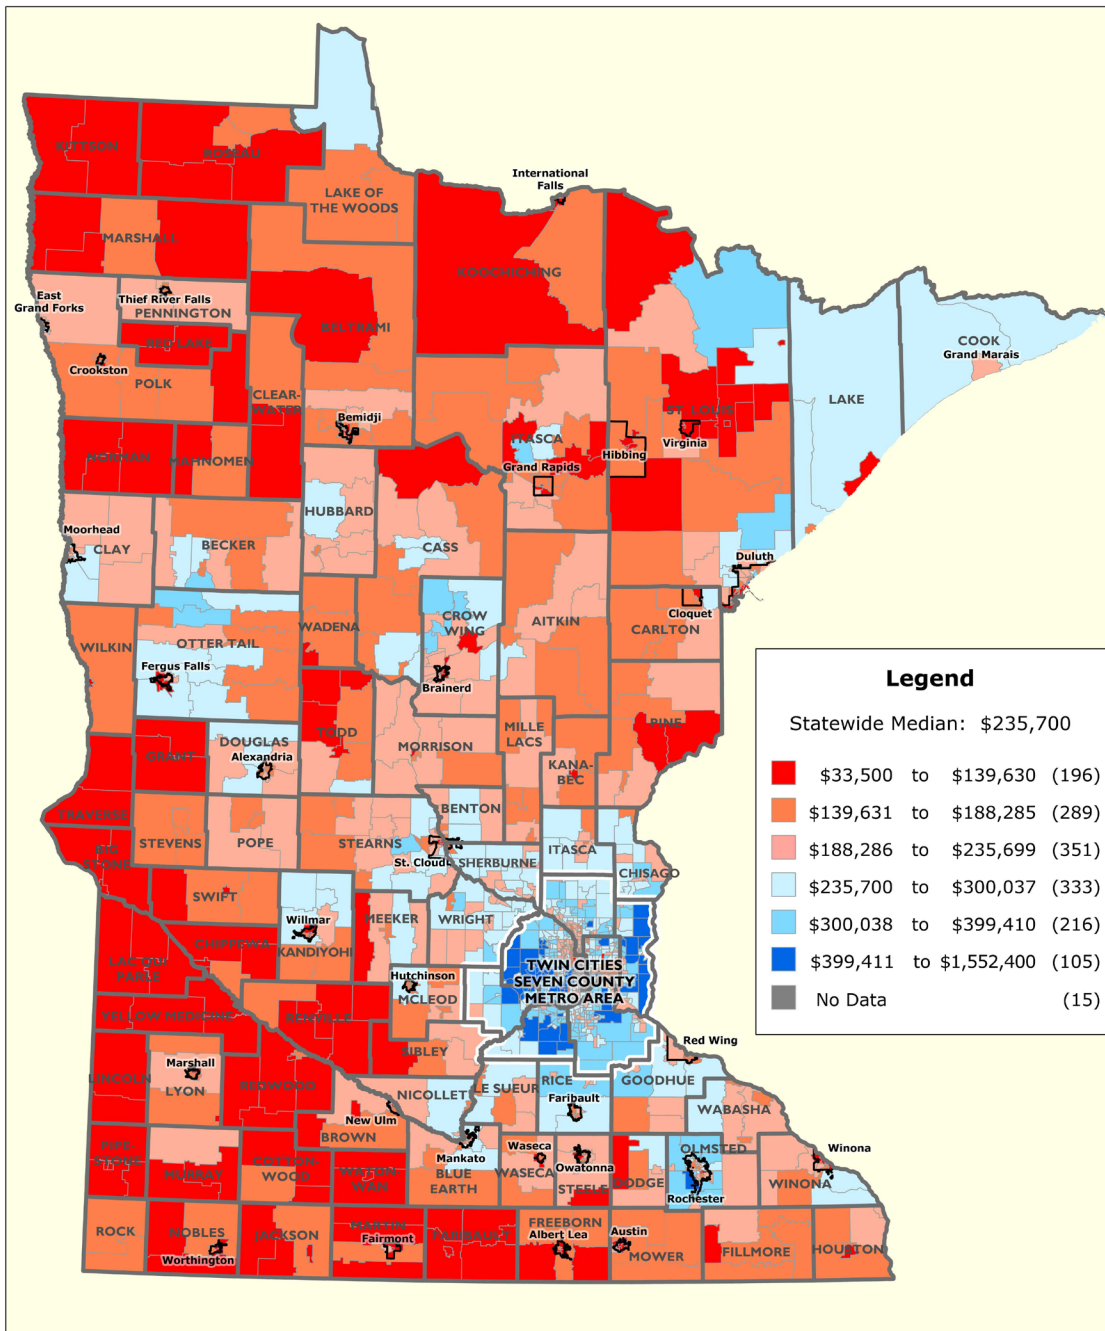 International
Falls
KITTSON
ROSEAU
LAKE OF
THE WOODS
MARSHALL
KOOCHICHING
East
Grand Forks
Thief River Falls
PENNINGTON
BELTRAMI
RED LAKE
COOK
Grand Marais
Crookston
POLK
CLEAR-
WATER
LAKE
Bemidji
ST. LOUIS
ITASCA
Virginia
NORMAN
MAHNOMEN
Hibbing
Grand Rapids
HUBBARD
Moorhead
CLAY
BECKER
CASS
Duluth
Cloquet
CROW
WING
AITKIN
CARLTON
WADENA
WILKIN
OTTER TAIL
Fergus Falls
Brainerd
Legend
Statewide Median: $235,700
$33,500 to $139,630 (196)
$139,631 to $188,285 (289)
$188,286 to $235,699 (351)
$235,700 to $300,037 (333)
$300,038 to $399,410 (216)
$399,411 to $1,552,400 (105)
No Data (15)
PINE
MILLE
LACS
TODD
DOUGLAS
MORRISON
GRANT
Alexandria
KANA-
BEC
TRAVERSE
BENTON
STEVENS
POPE
STEARNS
BIG
STONE
St. Cloud
SHERBURNE
ITASCA
CHISAGO
SWIFT
Willmar
MEEKER
WRIGHT
CHIPPEWA
KANDIYOHI
LAC QUI
PARLE
TWIN CITIES
SEVEN COUNTY
METRO AREA
Hutchinson
MCLEOD
YELLOW MEDICINE
RENVILLE
SIBLEY
Red Wing
Marshall
LINCOLN
LYON
REDWOOD
NICOLLET
LE SUEUR
RICE
GOODHUE
Faribault
WABASHA
New Ulm
BROWN
Mankato
Waseca
Owatonna
OLMSTED
Winona
PIPE-
STONE
MURRAY
COTTON-
WOOD
WATON-
WAN
BLUE
EARTH
WASECA
STEELE
DODGE
Rochester
WINONA
ROCK
NOBLES
JACKSON
MARTIN
Fairmont
FARIBAULT
FREEBORN
Albert Lea
Austin
MOWER
FILLMORE
HOUSTON
Worthington